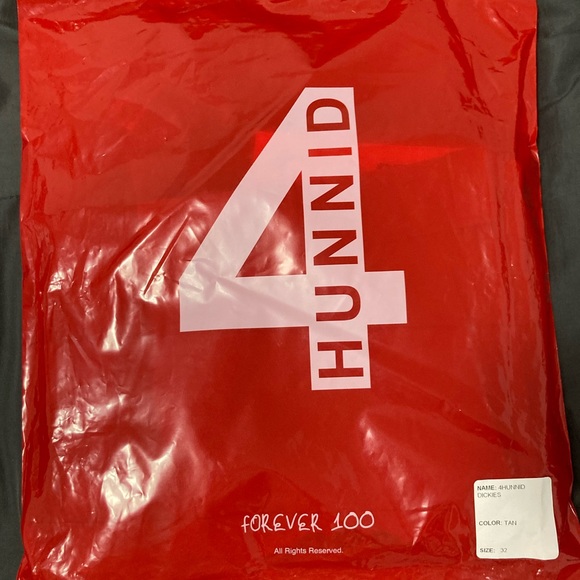 4
HUNNID
FOREVER 100
All Rights Reserved.
NAME: 4HUNNID
DICKIES
COLOR: TAN
SIZE: 32